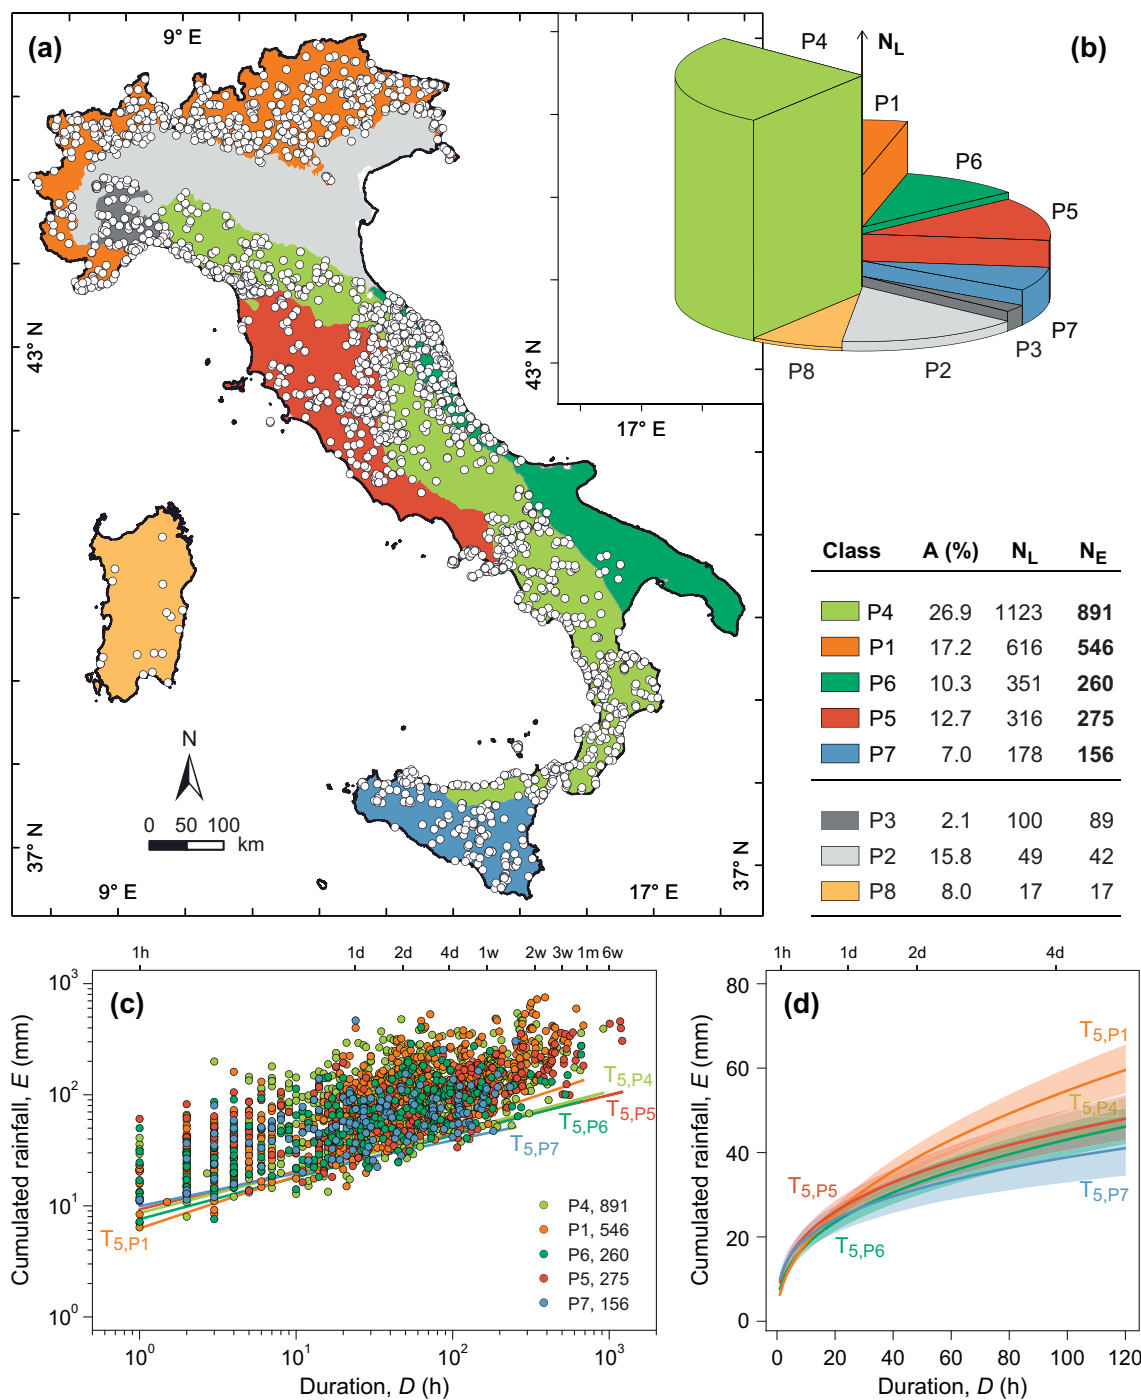 (a)
9° E
43° N
37° N
9° E
17° E
37° N
43° N
17° E
N
0 50 100
km
(b)
N_L
P4
P1
P6
P5
P7
P3
P2
P8
Class A (%) N_L N_E
P4 26.9 1123 891
P1 17.2 616 546
P6 10.3 351 260
P5 12.7 316 275
P7 7.0 178 156
P3 2.1 100 89
P2 15.8 49 42
P8 8.0 17 17
(c)
1h 1d 2d 4d 1w 2w 3w 1m 6w
Cumulated rainfall, E (mm)
10³
10²
10¹
10⁰
T5,P4
T5,P5
T5,P6
T5,P7
T5,P1
P4, 891
P1, 546
P6, 260
P5, 275
P7, 156
10⁰ 10¹ 10² 10³
Duration, D (h)
(d)
1h 1d 2d 4d
Cumulated rainfall, E (mm)
80
60
40
20
0
T5,P1
T5,P4
T5,P5
T5,P7
T5,P6
0 20 40 60 80 100 120
Duration, D (h)